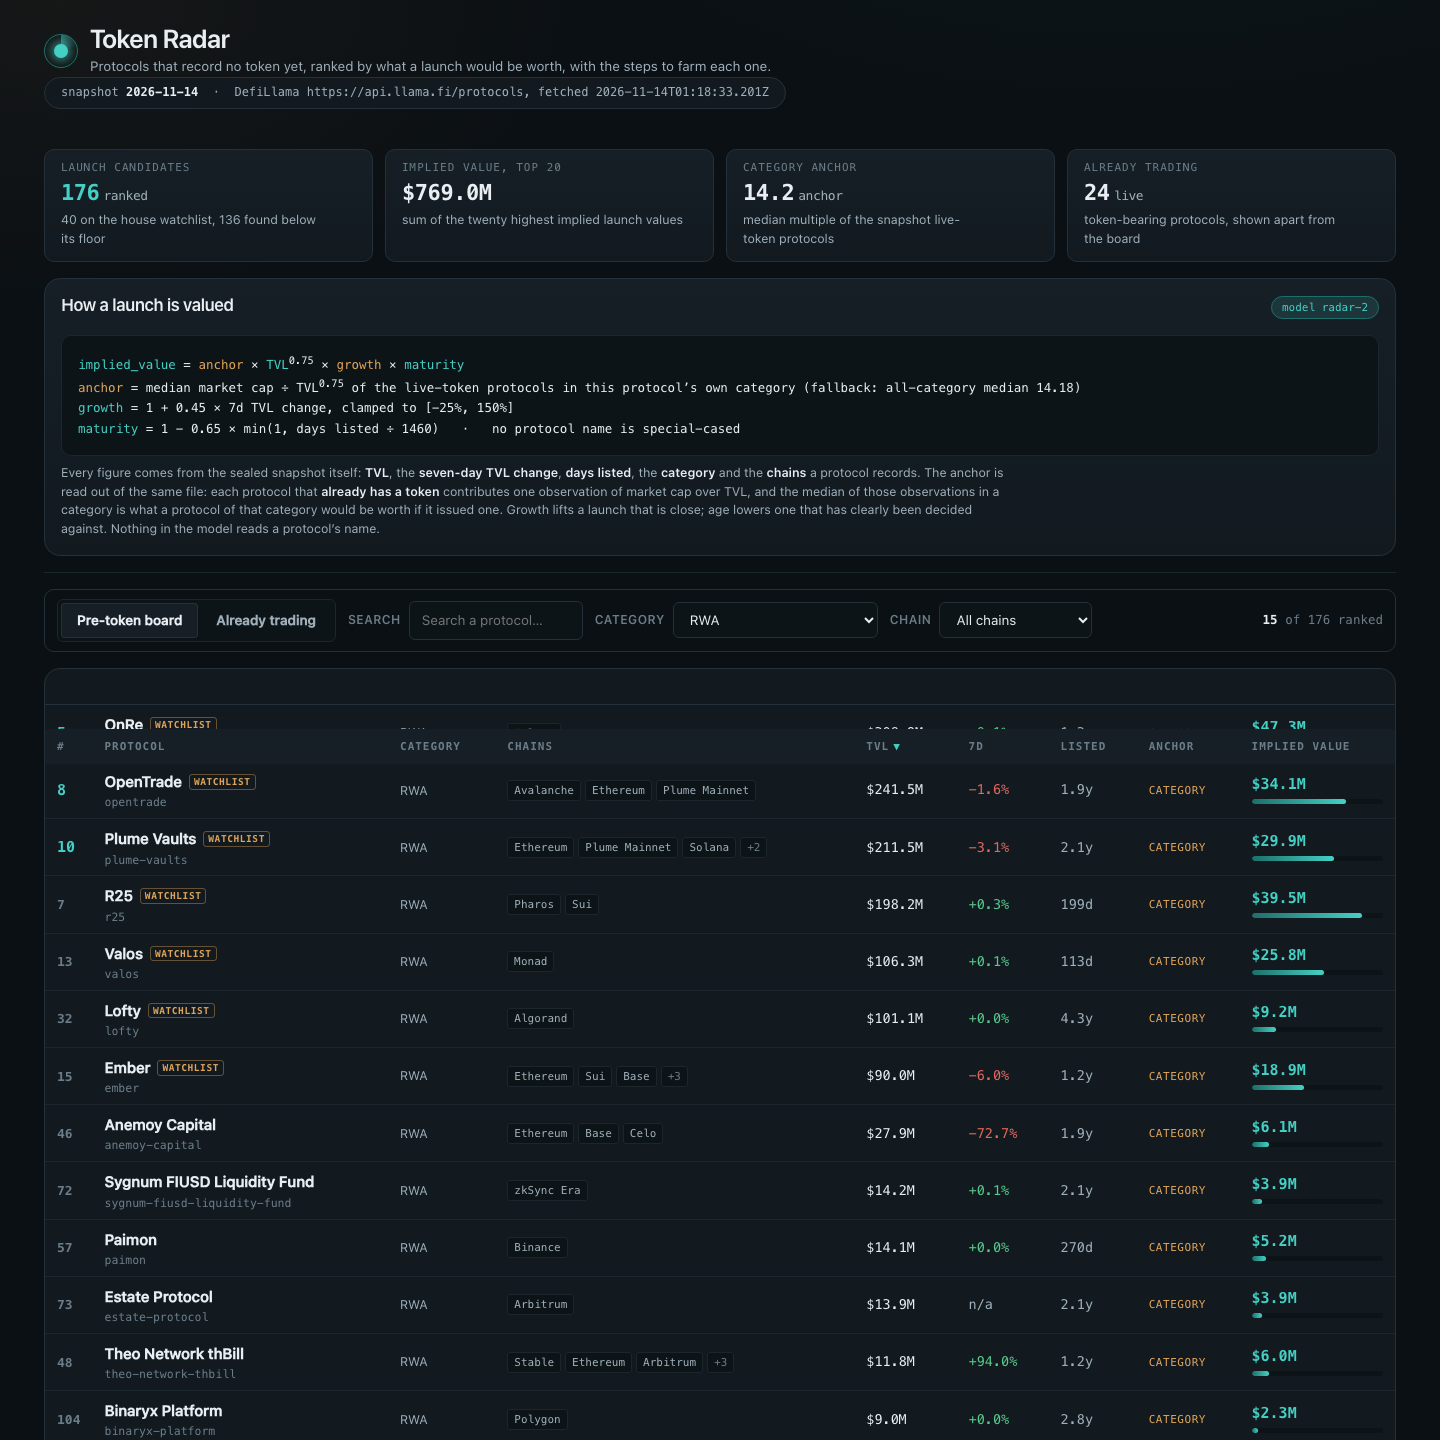 Token Radar
Protocols that record no token yet, ranked by what a launch would be worth, with the steps to farm each one.
snapshot 2026-11-14 · DefiLlama https://api.llama.fi/protocols, fetched 2026-11-14T01:18:33.201Z
LAUNCH CANDIDATES
176 ranked
40 on the house watchlist, 136 found below
its floor
IMPLIED VALUE, TOP 20
$769.0M
sum of the twenty highest implied launch values
CATEGORY ANCHOR
14.2 anchor
median multiple of the snapshot live-
token protocols
ALREADY TRADING
24 live
token-bearing protocols, shown apart from
the board
How a launch is valued
model radar-2
implied_value = anchor × TVL^0.75 × growth × maturity
anchor = median market cap ÷ TVL^0.75 of the live-token protocols in this protocol's own category (fallback: all-category median 14.18)
growth = 1 + 0.45 × 7d TVL change, clamped to [-25%, 150%]
maturity = 1 − 0.65 × min(1, days listed ÷ 1460) · no protocol name is special-cased
Every figure comes from the sealed snapshot itself: TVL, the seven-day TVL change, days listed, the category and the chains a protocol records. The anchor is
read out of the same file: each protocol that already has a token contributes one observation of market cap over TVL, and the median of those observations in a
category is what a protocol of that category would be worth if it issued one. Growth lifts a launch that is close; age lowers one that has clearly been decided
against. Nothing in the model reads a protocol's name.
Pre-token board Already trading SEARCH Search a protocol… CATEGORY RWA CHAIN All chains 15 of 176 ranked
OnRe WATCHLIST $47.3M
# PROTOCOL CATEGORY CHAINS TVL ▼ 7D LISTED ANCHOR IMPLIED VALUE
8 OpenTrade WATCHLIST RWA Avalanche Ethereum Plume Mainnet $241.5M −1.6% 1.9y CATEGORY $34.1M
opentrade
10 Plume Vaults WATCHLIST RWA Ethereum Plume Mainnet Solana +2 $211.5M −3.1% 2.1y CATEGORY $29.9M
plume-vaults
7 R25 WATCHLIST RWA Pharos Sui $198.2M +0.3% 199d CATEGORY $39.5M
r25
13 Valos WATCHLIST RWA Monad $106.3M +0.1% 113d CATEGORY $25.8M
valos
32 Lofty WATCHLIST RWA Algorand $101.1M +0.0% 4.3y CATEGORY $9.2M
lofty
15 Ember WATCHLIST RWA Ethereum Sui Base +3 $90.0M −6.0% 1.2y CATEGORY $18.9M
ember
46 Anemoy Capital RWA Ethereum Base Celo $27.9M −72.7% 1.9y CATEGORY $6.1M
anemoy-capital
72 Sygnum FIUSD Liquidity Fund RWA zkSync Era $14.2M +0.1% 2.1y CATEGORY $3.9M
sygnum-fiusd-liquidity-fund
57 Paimon RWA Binance $14.1M +0.0% 270d CATEGORY $5.2M
paimon
73 Estate Protocol RWA Arbitrum $13.9M n/a 2.1y CATEGORY $3.9M
estate-protocol
48 Theo Network thBill RWA Stable Ethereum Arbitrum +3 $11.8M +94.0% 1.2y CATEGORY $6.0M
theo-network-thbill
104 Binaryx Platform RWA Polygon $9.0M +0.0% 2.8y CATEGORY $2.3M
binaryx-platform